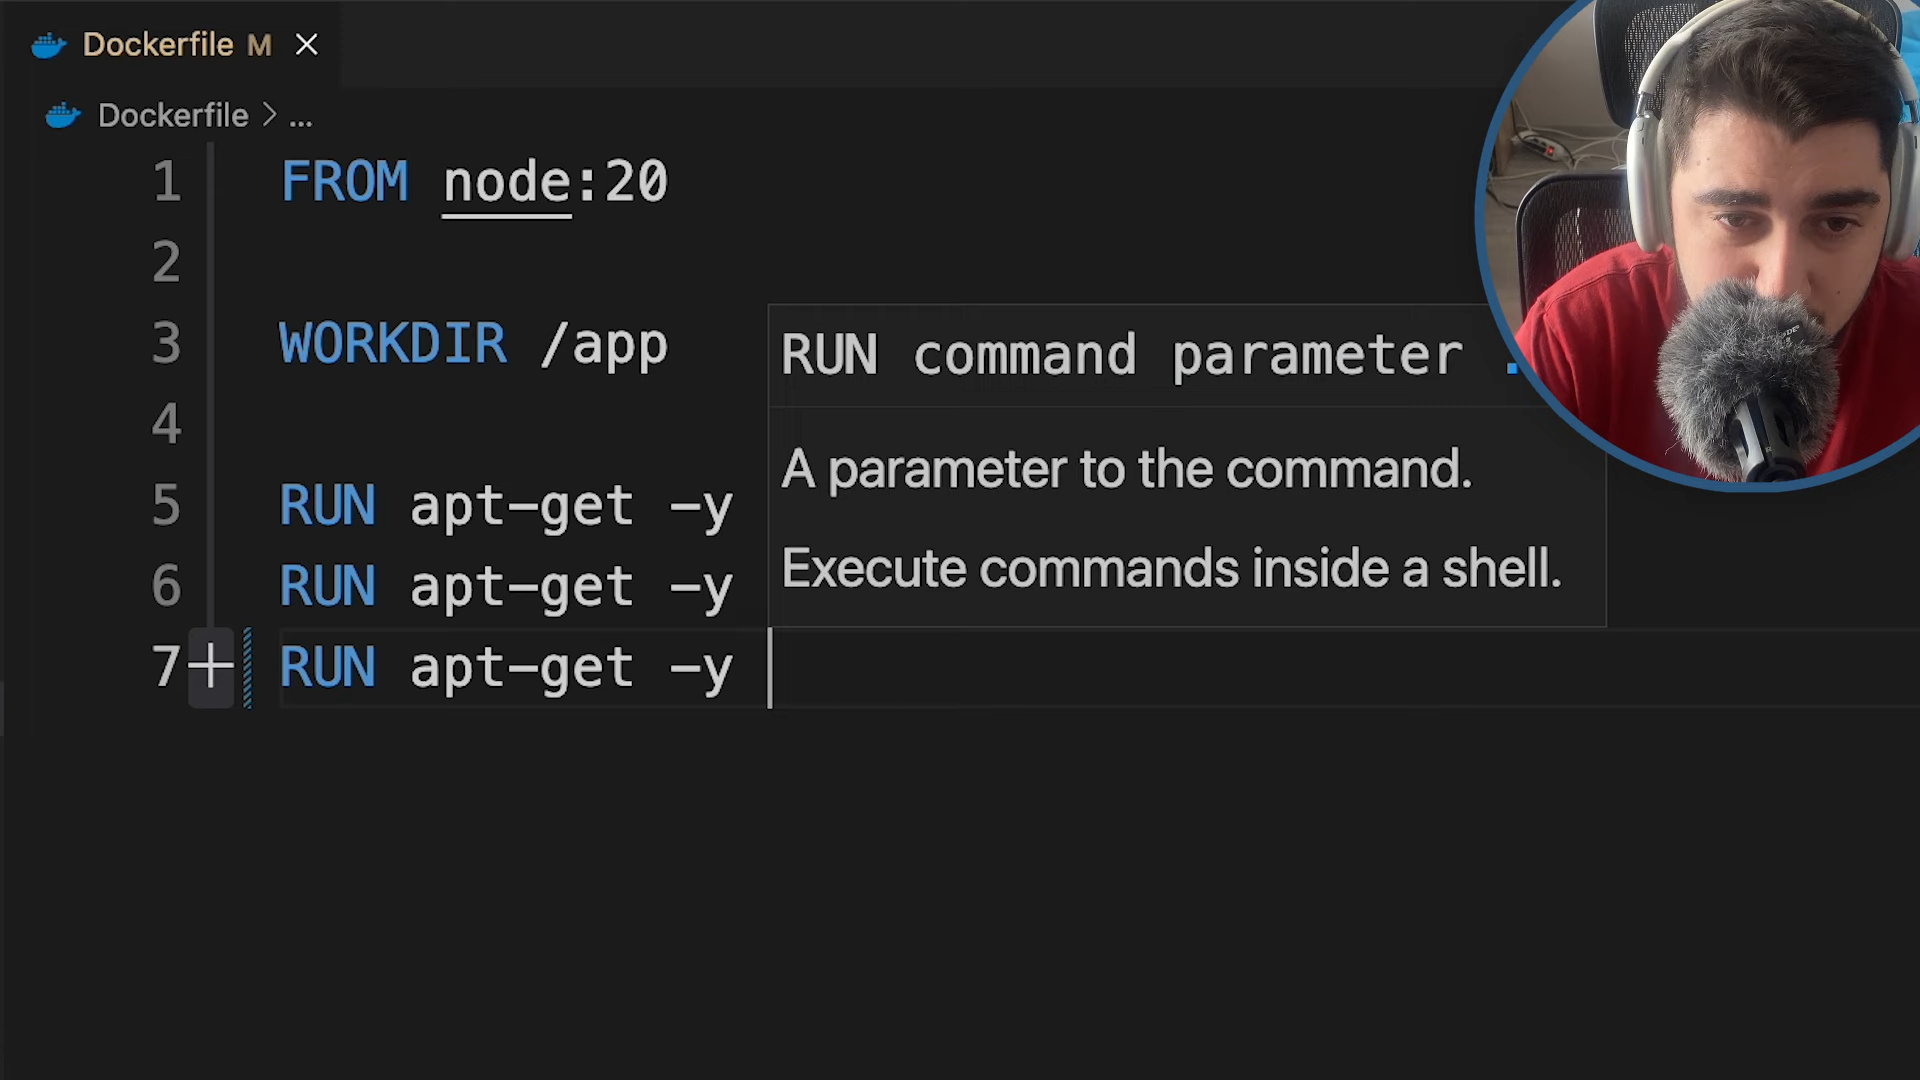 Dockerfile M
Dockerfile > ...
1 FROM node:20
2
3 WORKDIR /app
RUN command parameter
4
A parameter to the command.
5 RUN apt-get -y
Execute commands inside a shell.
6 RUN apt-get -y
7 RUN apt-get -y